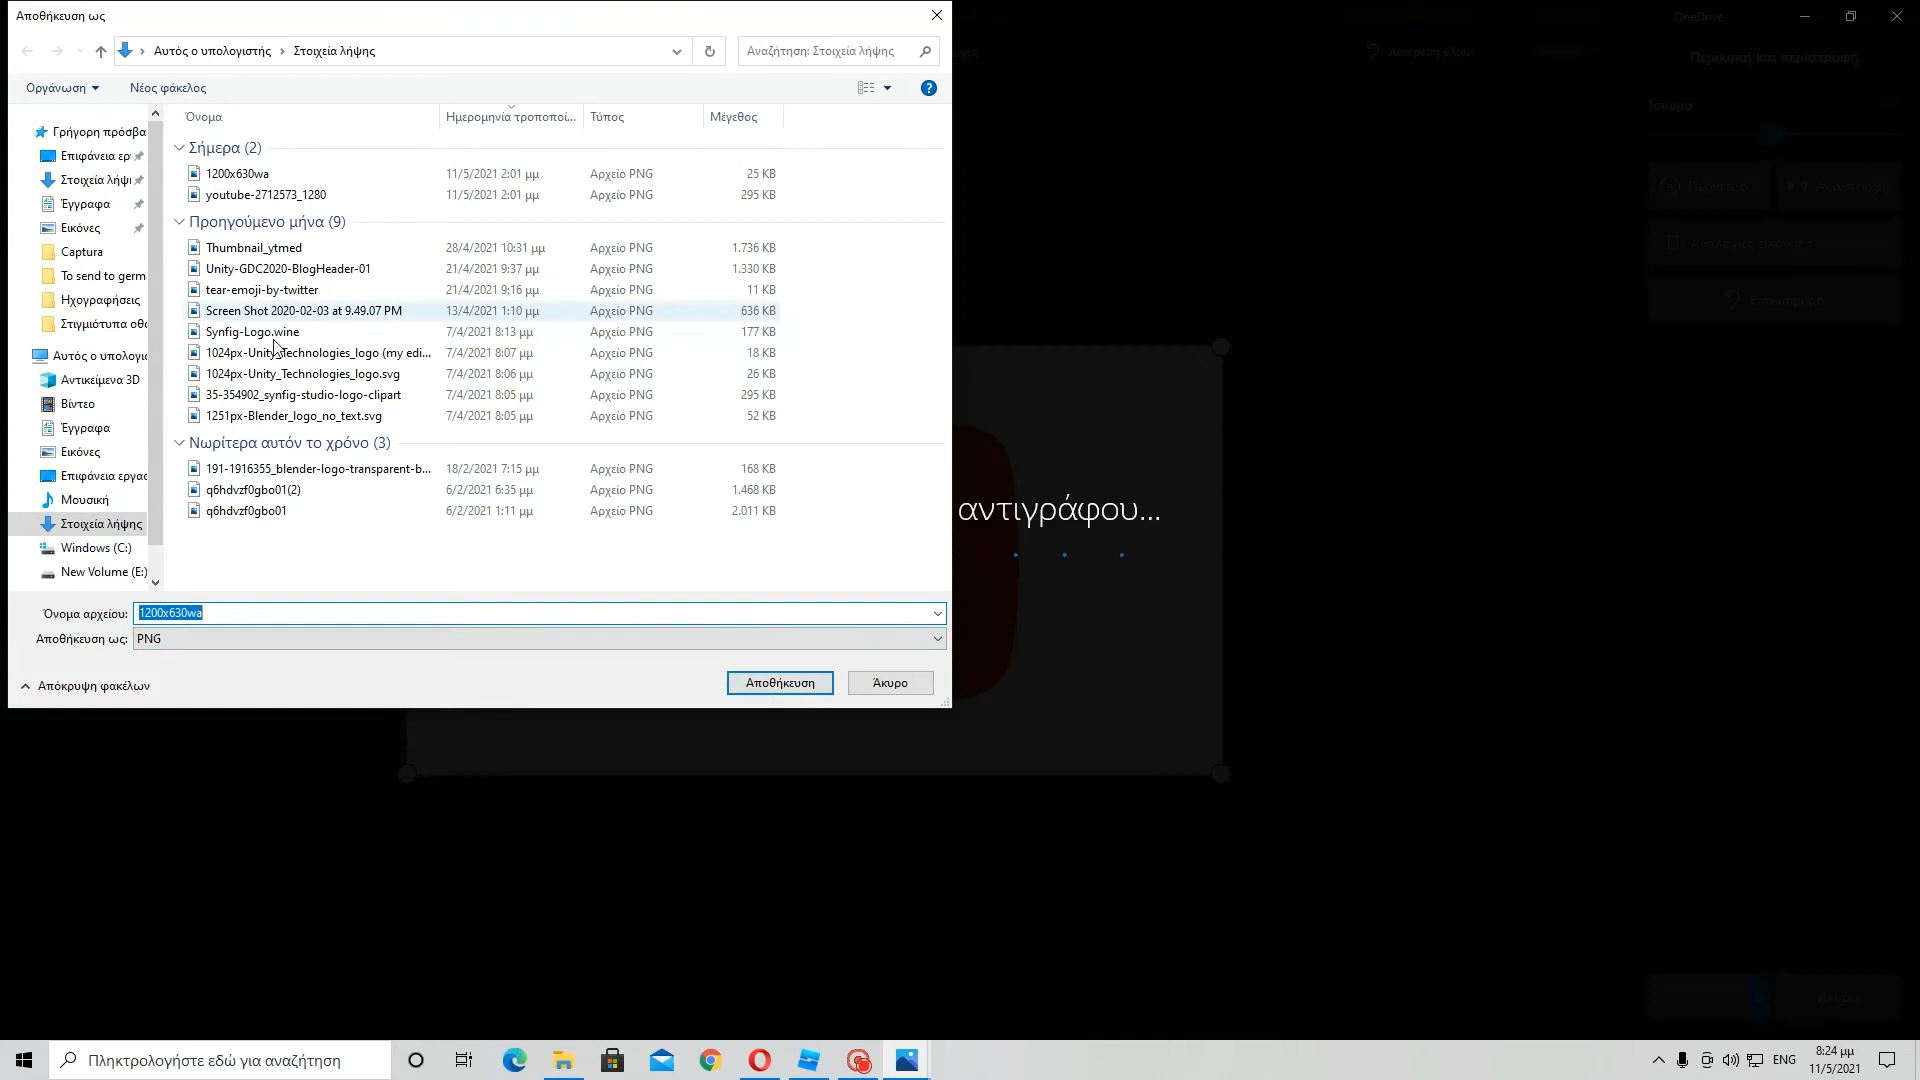 Αποθήκευση ως
OneDrive
Αυτός ο υπολογιστής › Στοιχεία λήψης
Αναζήτηση: Στοιχεία λήψης
Αναίρεση όλων
Περικοπή και περιστροφή
Οργάνωση
Νέος φάκελος
Ίσιωμα
Όνομα
Ημερομηνία τροποποί...
Τύπος
Μέγεθος
Γρήγορη πρόσβα
Επιφάνεια ερ
Στοιχεία λήψι
Έγγραφα
Εικόνες
Captura
To send to germ
Ηχογραφήσεις
Στιγμιότυπα οθο
Αυτός ο υπολογι
Αντικείμενα 3D
Βίντεο
Έγγραφα
Εικόνες
Επιφάνεια εργασ
Μουσική
Στοιχεία λήψης
Windows (C:)
New Volume (E:)
Σήμερα (2)
1200x630wa 11/5/2021 2:01 μμ Αρχείο PNG 25 KB
youtube-2712573_1280 11/5/2021 2:01 μμ Αρχείο PNG 295 KB
Προηγούμενο μήνα (9)
Thumbnail_ytmed 28/4/2021 10:31 μμ Αρχείο PNG 1.736 KB
Unity-GDC2020-BlogHeader-01 21/4/2021 9:37 μμ Αρχείο PNG 1.330 KB
tear-emoji-by-twitter 21/4/2021 9:16 μμ Αρχείο PNG 11 KB
Screen Shot 2020-02-03 at 9.49.07 PM 13/4/2021 1:10 μμ Αρχείο PNG 636 KB
Synfig-Logo.wine 7/4/2021 8:13 μμ Αρχείο PNG 177 KB
1024px-Unity_Technologies_logo (my edi... 7/4/2021 8:07 μμ Αρχείο PNG 18 KB
1024px-Unity_Technologies_logo.svg 7/4/2021 8:06 μμ Αρχείο PNG 26 KB
35-354902_synfig-studio-logo-clipart 7/4/2021 8:05 μμ Αρχείο PNG 295 KB
1251px-Blender_logo_no_text.svg 7/4/2021 8:05 μμ Αρχείο PNG 52 KB
Νωρίτερα αυτόν το χρόνο (3)
191-1916355_blender-logo-transparent-b... 18/2/2021 7:15 μμ Αρχείο PNG 168 KB
q6hdvzf0gbo01(2) 6/2/2021 6:35 μμ Αρχείο PNG 1.468 KB
q6hdvzf0gbo01 6/2/2021 1:11 μμ Αρχείο PNG 2.011 KB
αντιγράφου...
Όνομα αρχείου: 1200x630wa
Αποθήκευση ως: PNG
Απόκρυψη φακέλων
Αποθήκευση
Άκυρο
Πληκτρολογήστε εδώ για αναζήτηση
ENG
8:24 μμ
11/5/2021